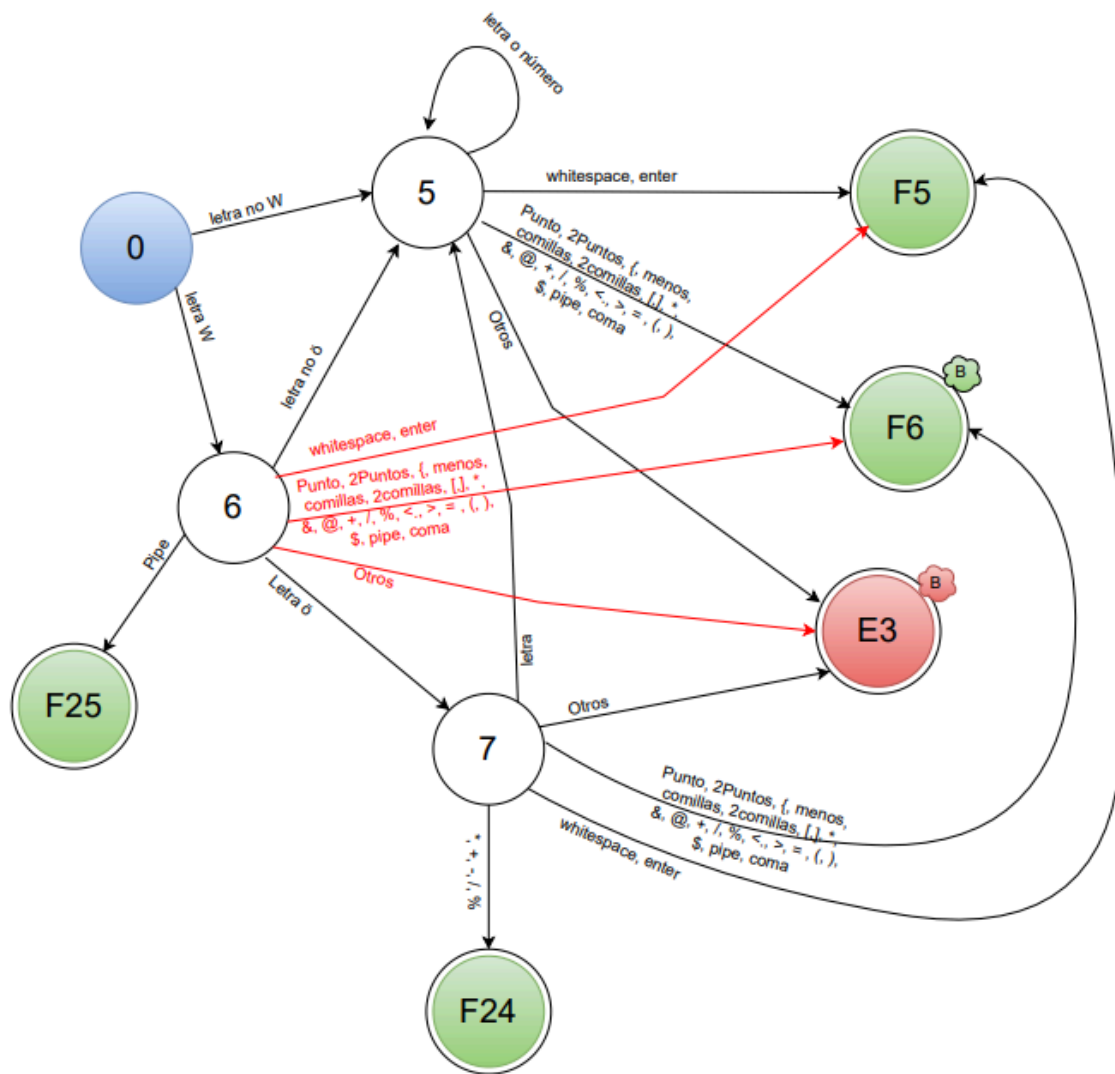 letra o número
5
whitespace, enter
F5
0
letra no W
letra W
Punto, 2Puntos, {, menos,
comillas, 2comillas, [,], *,
&, @, +, /, %, <., >, = , (, ),
$, pipe, coma
Otros
letra no ö
B
F6
whitespace, enter
6
Punto, 2Puntos, {, menos,
comillas, 2comillas, [,], *,
&, @, +, /, %, <., >, = , (, ),
$, pipe, coma
Otros
Pipe
Letra ö
B
E3
letra
F25
Otros
7
Punto, 2Puntos, {, menos,
comillas, 2comillas, [,], *,
&, @, +, /, %, <., >, = , (, ),
$, pipe, coma
whitespace, enter
*, +, -, /, %
F24